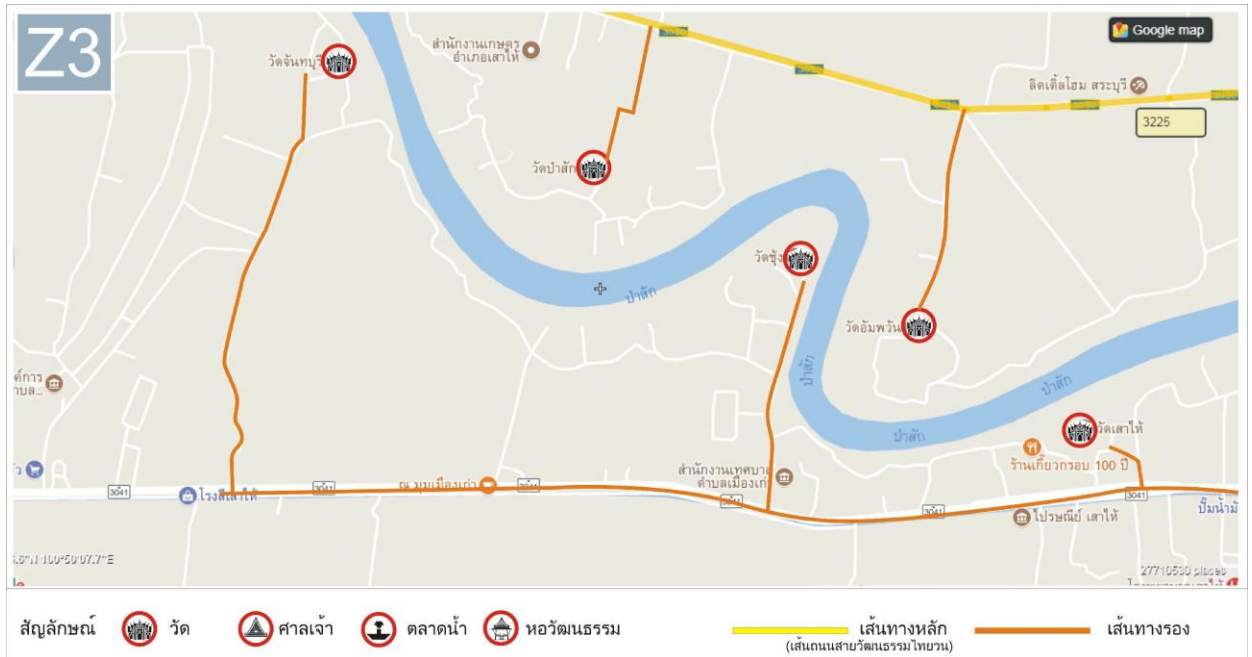 Z3
Google map
วัดจันทบุรี
สำนักงานเกษตร
อำเภอเสาไห้
ลิตเติ้ลโฮม สระบุรี
3225
วัดป่าสัก
ป่าสัก
วัดอัมพวัน
ป่าสัก
ป่าสัก
ป่าสัก
วัดเสาไห้
ร้านเกี๊ยวกรอบ 100 ปี
สำนักงานเทศบาล
ตำบลเมืองเก่า
ณ มุมเมืองเก่า
3041
โรงสีเสาไห้
3041
3041
3041
3041
3041
ไปรษณีย์ เสาไห้
27710530 places
สัญลักษณ์
วัด
ศาลเจ้า
ตลาดน้ำ
หอวัฒนธรรม
เส้นทางหลัก
(เส้นถนนสายวัฒนธรรมไทยวน)
เส้นทางรอง